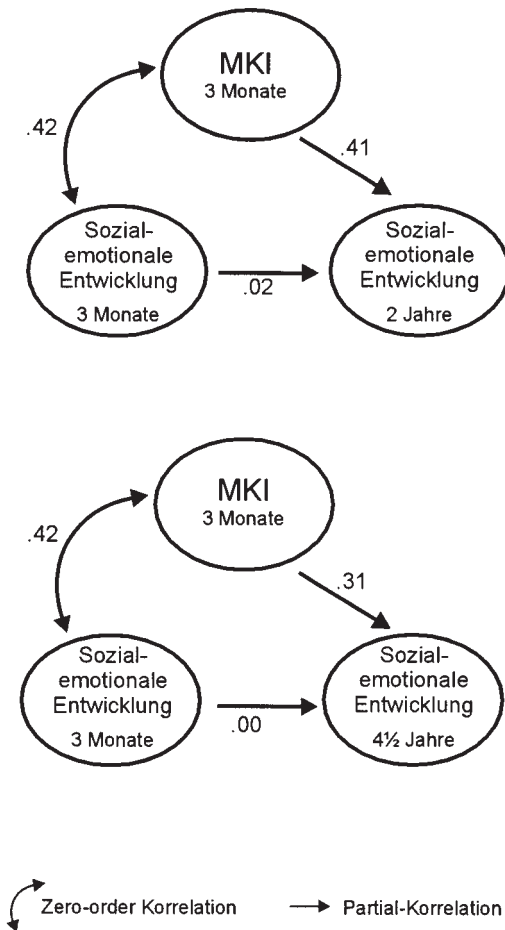 MKI
3 Monate
.42
.41
Sozial-
emotionale
Entwicklung
3 Monate
.02
Sozial-
emotionale
Entwicklung
2 Jahre
MKI
3 Monate
.42
.31
Sozial-
emotionale
Entwicklung
3 Monate
.00
Sozial-
emotionale
Entwicklung
4½ Jahre
Zero-order Korrelation
Partial-Korrelation